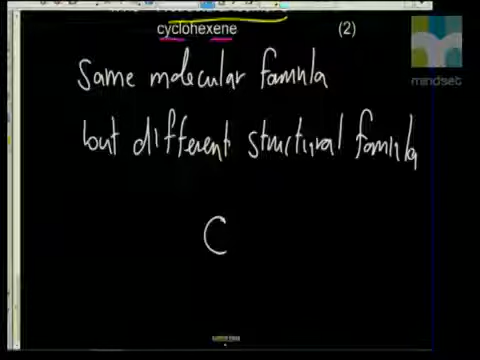 cyclohexene (2)
mindset
Same molecular formula
but different structural formula
C